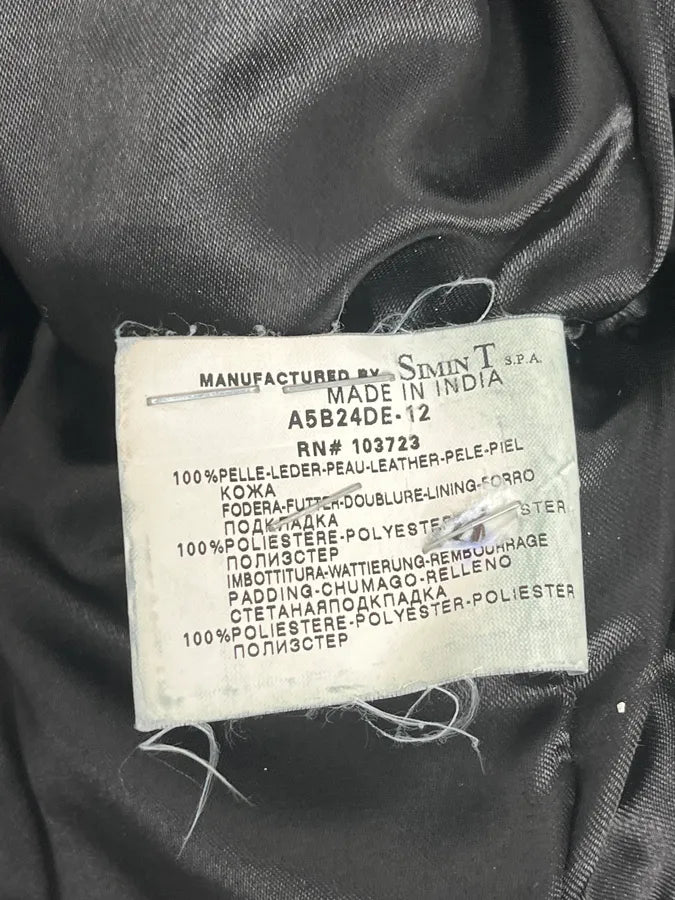 MANUFACTURED BY SIMINT S.P.A.
MADE IN INDIA
A5B24DE-12
RN# 103723
100%PELLE-LEDER-PEAU-LEATHER-PELE-PIEL
КОЖА
FODERA-FUTTER-DOUBLURE-LINING-FORRO
ПОДКЛАДКА
100%POLIESTERE-POLYESTER
ПОЛИЭСТЕР
IMBOTTITURA-WATTIERUNG-REMBOURRAGE
PADDING-CHUMAGO-RELLENO
СТЕТАНАЯПОДКПАДКА
100%POLIESTERE-POLYESTER-POLIESTER
ПОЛИЭСТЕР